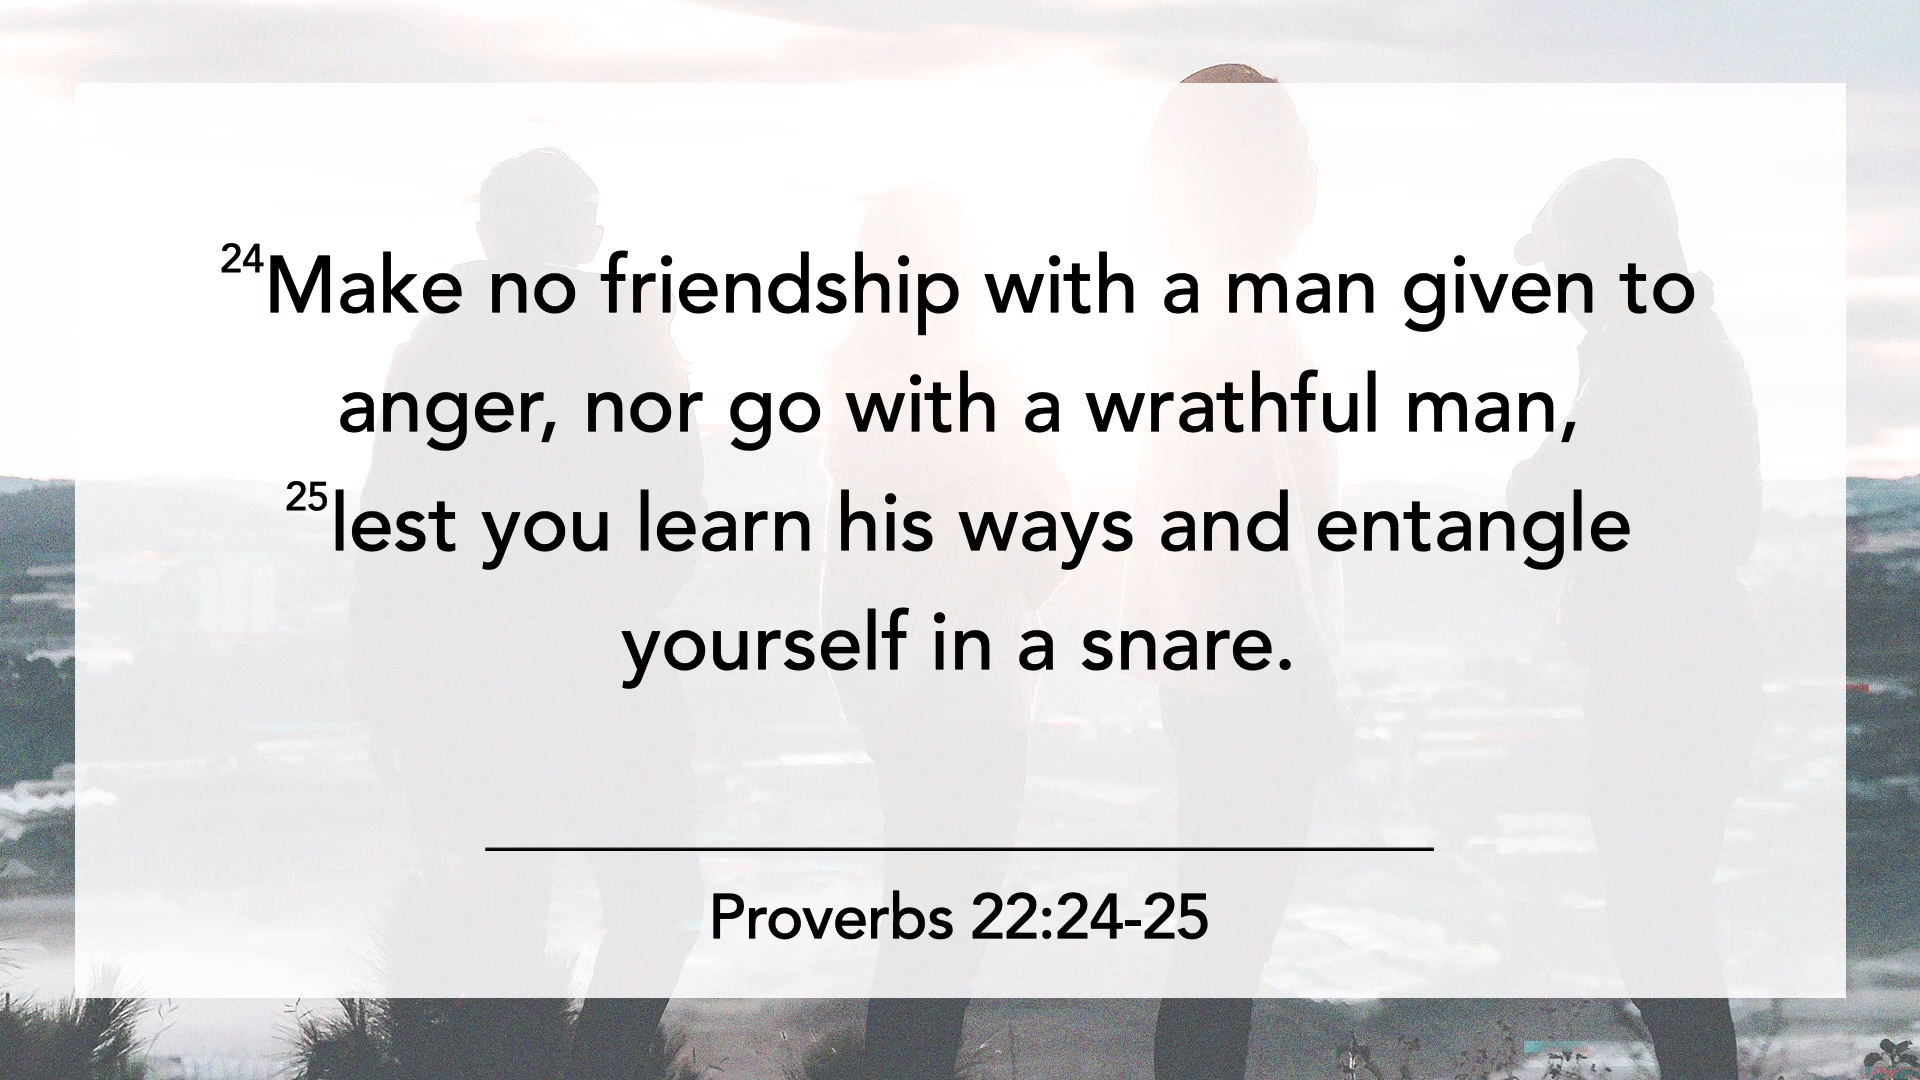 24Make no friendship with a man given to
anger, nor go with a wrathful man,
25lest you learn his ways and entangle
yourself in a snare.
Proverbs 22:24-25